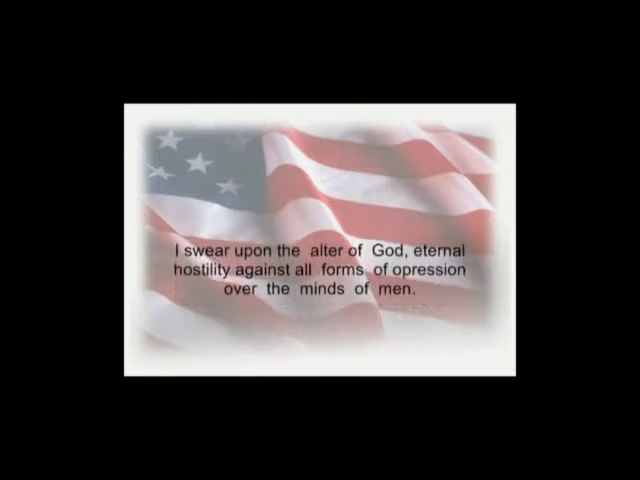 I swear upon the alter of God, eternal
hostility against all forms of opression
over the minds of men.